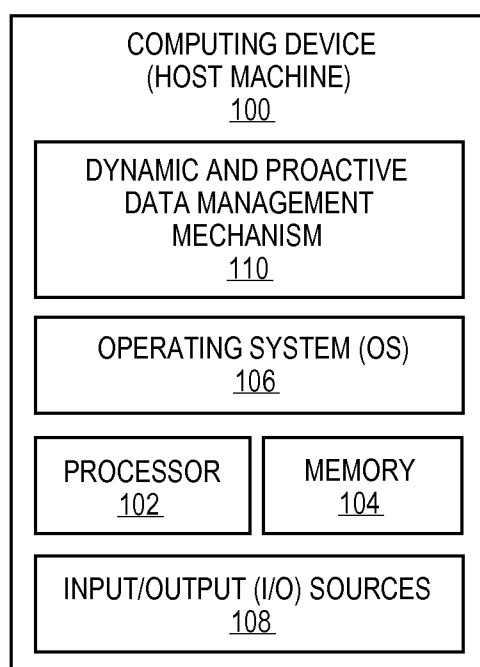 COMPUTING DEVICE
(HOST MACHINE)
100
DYNAMIC AND PROACTIVE
DATA MANAGEMENT
MECHANISM
110
OPERATING SYSTEM (OS)
106
PROCESSOR
102
MEMORY
104
INPUT/OUTPUT (I/O) SOURCES
108